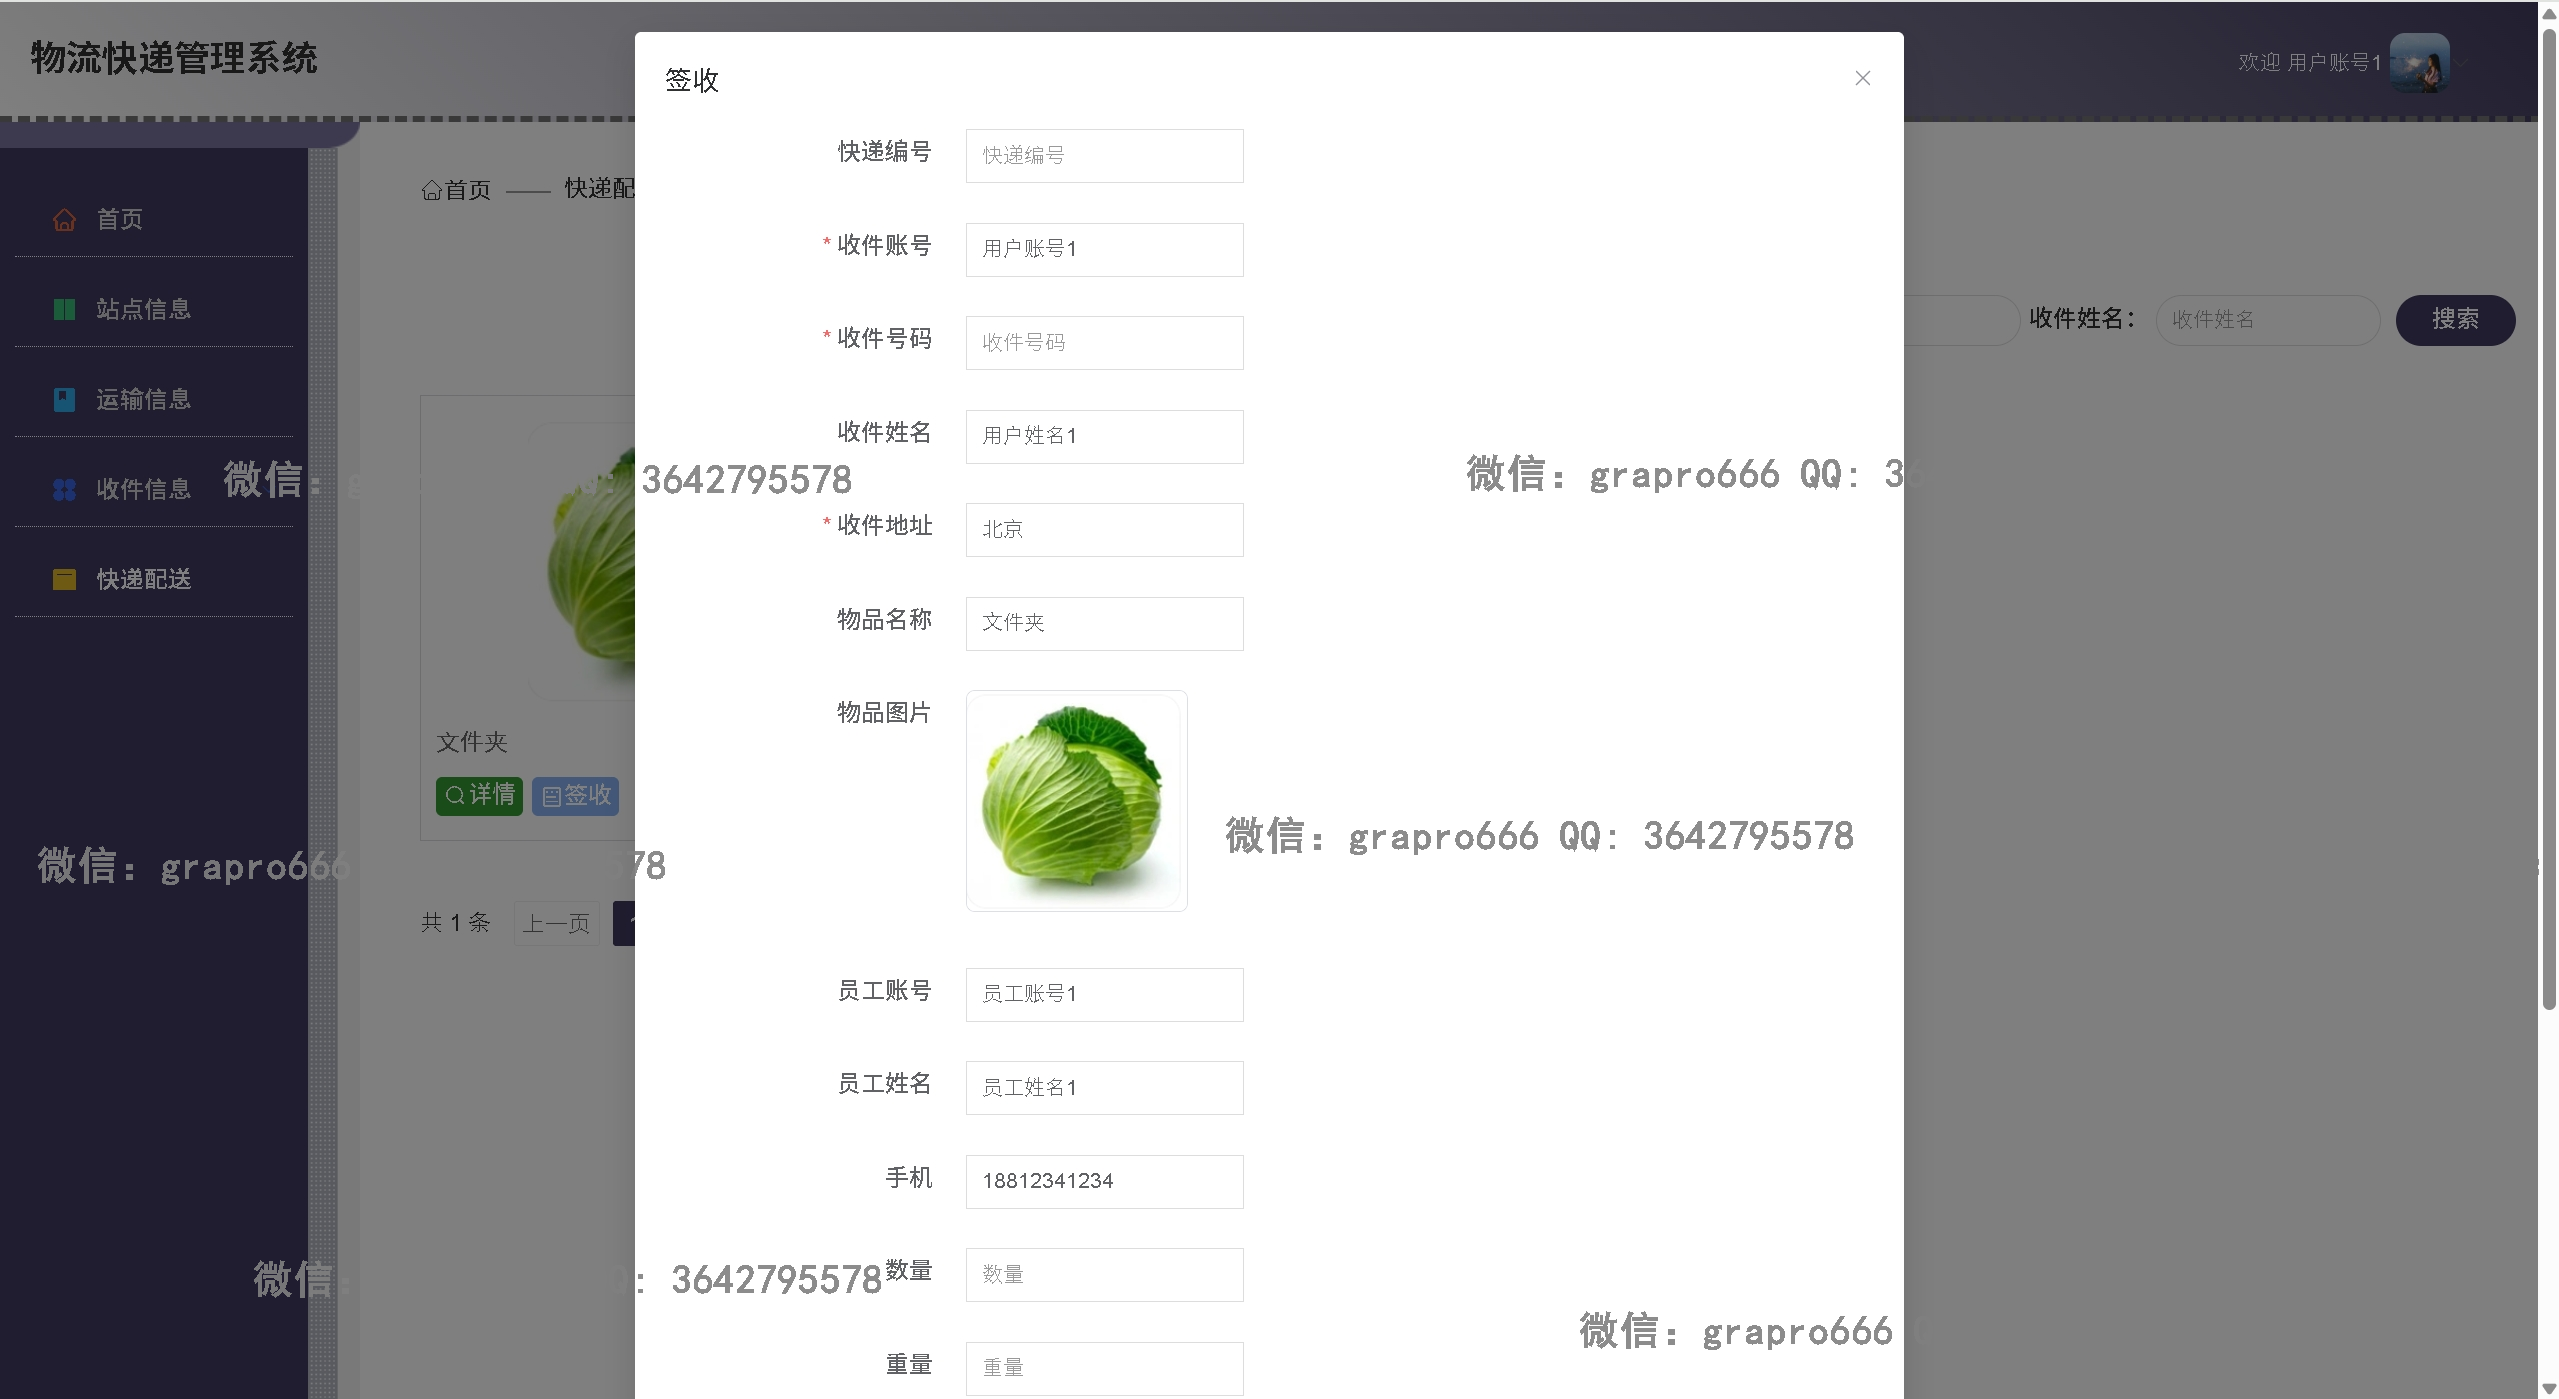 物流快递管理系统
欢迎 用户账号1
首页
站点信息
运输信息
收件信息
快递配送
首页 —— 快递配
收件姓名： 收件姓名 搜索
文件夹
详情 签收
共 1 条 上一页
签收
快递编号 快递编号
* 收件账号 用户账号1
* 收件号码 收件号码
收件姓名 用户姓名1
* 收件地址 北京
物品名称 文件夹
物品图片
员工账号 员工账号1
员工姓名 员工姓名1
手机 18812341234
数量 数量
重量 重量
微信： 3642795578
微信：grapro666 QQ: 36
微信：grapro666 QQ: 3642795578
微信：grapro666 578
微信： Q: 3642795578
微信：grapro666